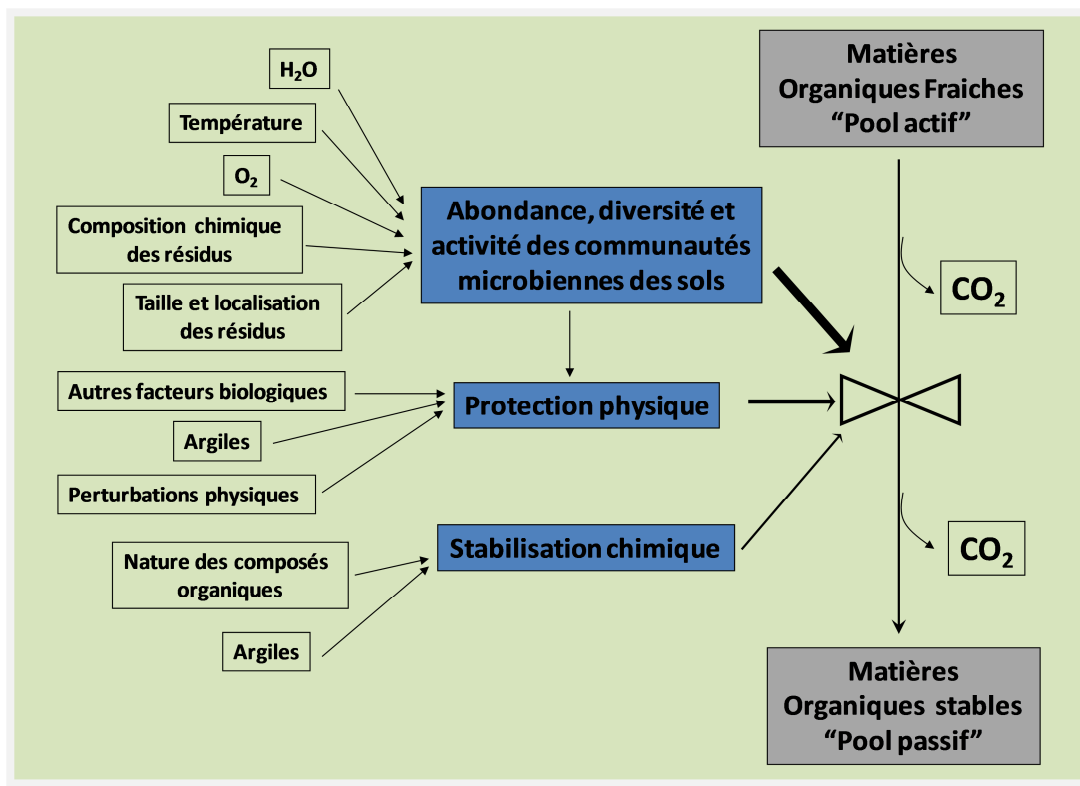 H₂O
Température
O₂
Composition chimique
des résidus
Taille et localisation
des résidus
Autres facteurs biologiques
Argiles
Perturbations physiques
Nature des composés
organiques
Argiles
Abondance, diversité et
activité des communautés
microbiennes des sols
Protection physique
Stabilisation chimique
Matières
Organiques Fraiches
“Pool actif”
CO₂
CO₂
Matières
Organiques stables
“Pool passif”